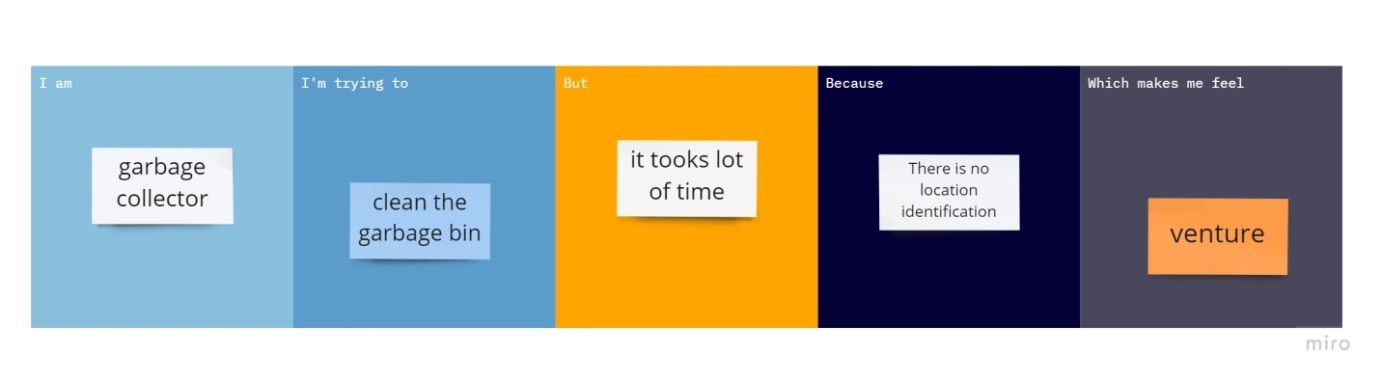 I am
garbage
collector
I'm trying to
clean the
garbage bin
But
it tooks lot
of time
Because
There is no
location
identification
Which makes me feel
venture
miro